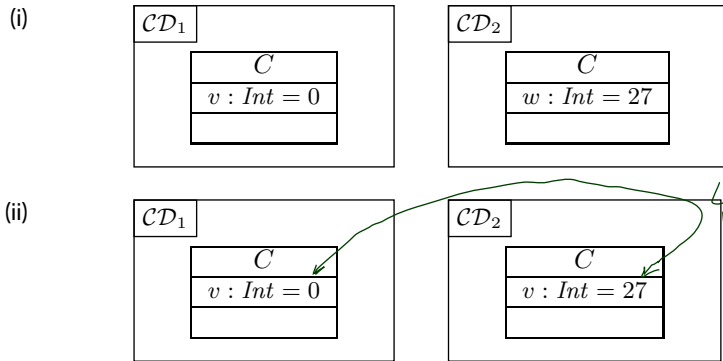 (i)
𝒞𝒟₁
C
v : Int = 0
𝒞𝒟₂
C
w : Int = 27
(ii)
𝒞𝒟₁
C
v : Int = 0
𝒞𝒟₂
C
v : Int = 27